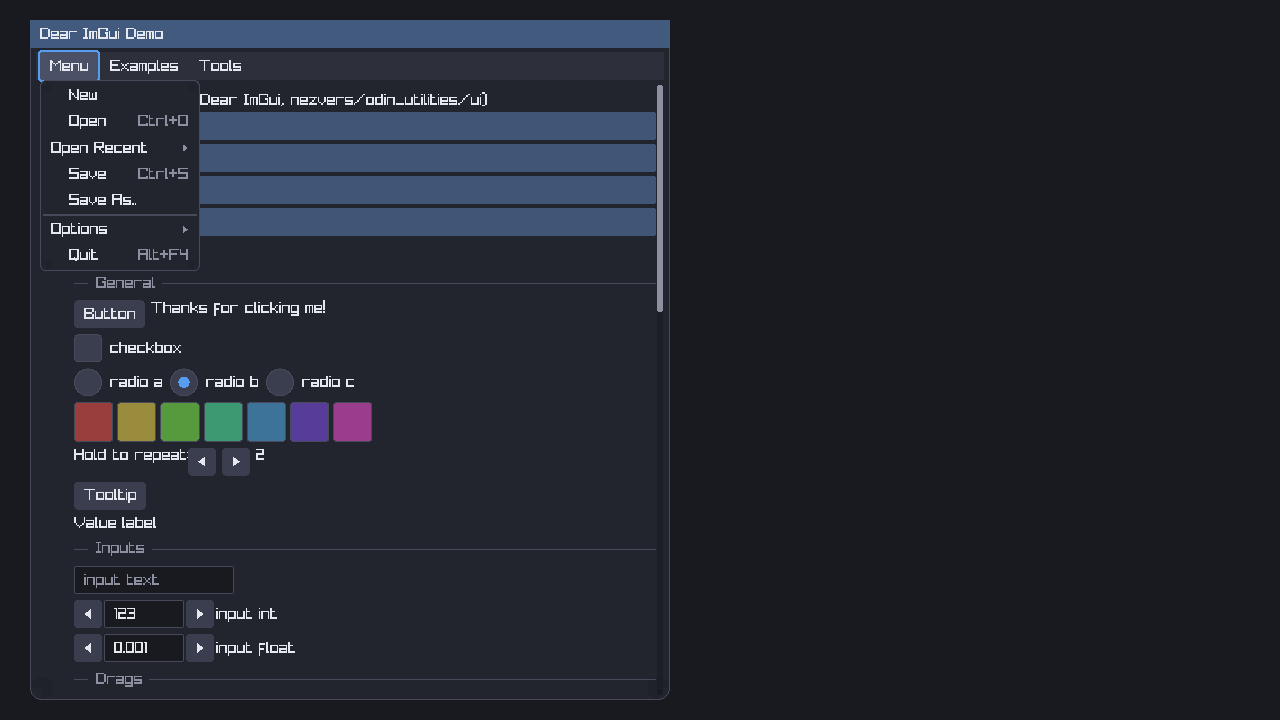 Dear ImGui Demo
Menu Examples Tools
New
Dear ImGui, nezvers/odin_utilities/ui)
Open Ctrl+O
Open Recent
Save Ctrl+S
Save As..
Options
Quit Alt+F4
General
Button Thanks for clicking me!
checkbox
radio a radio b radio c
Hold to repeat: 2
Tooltip
Value label
Inputs
input text
123 input int
0.001 input float
Drags